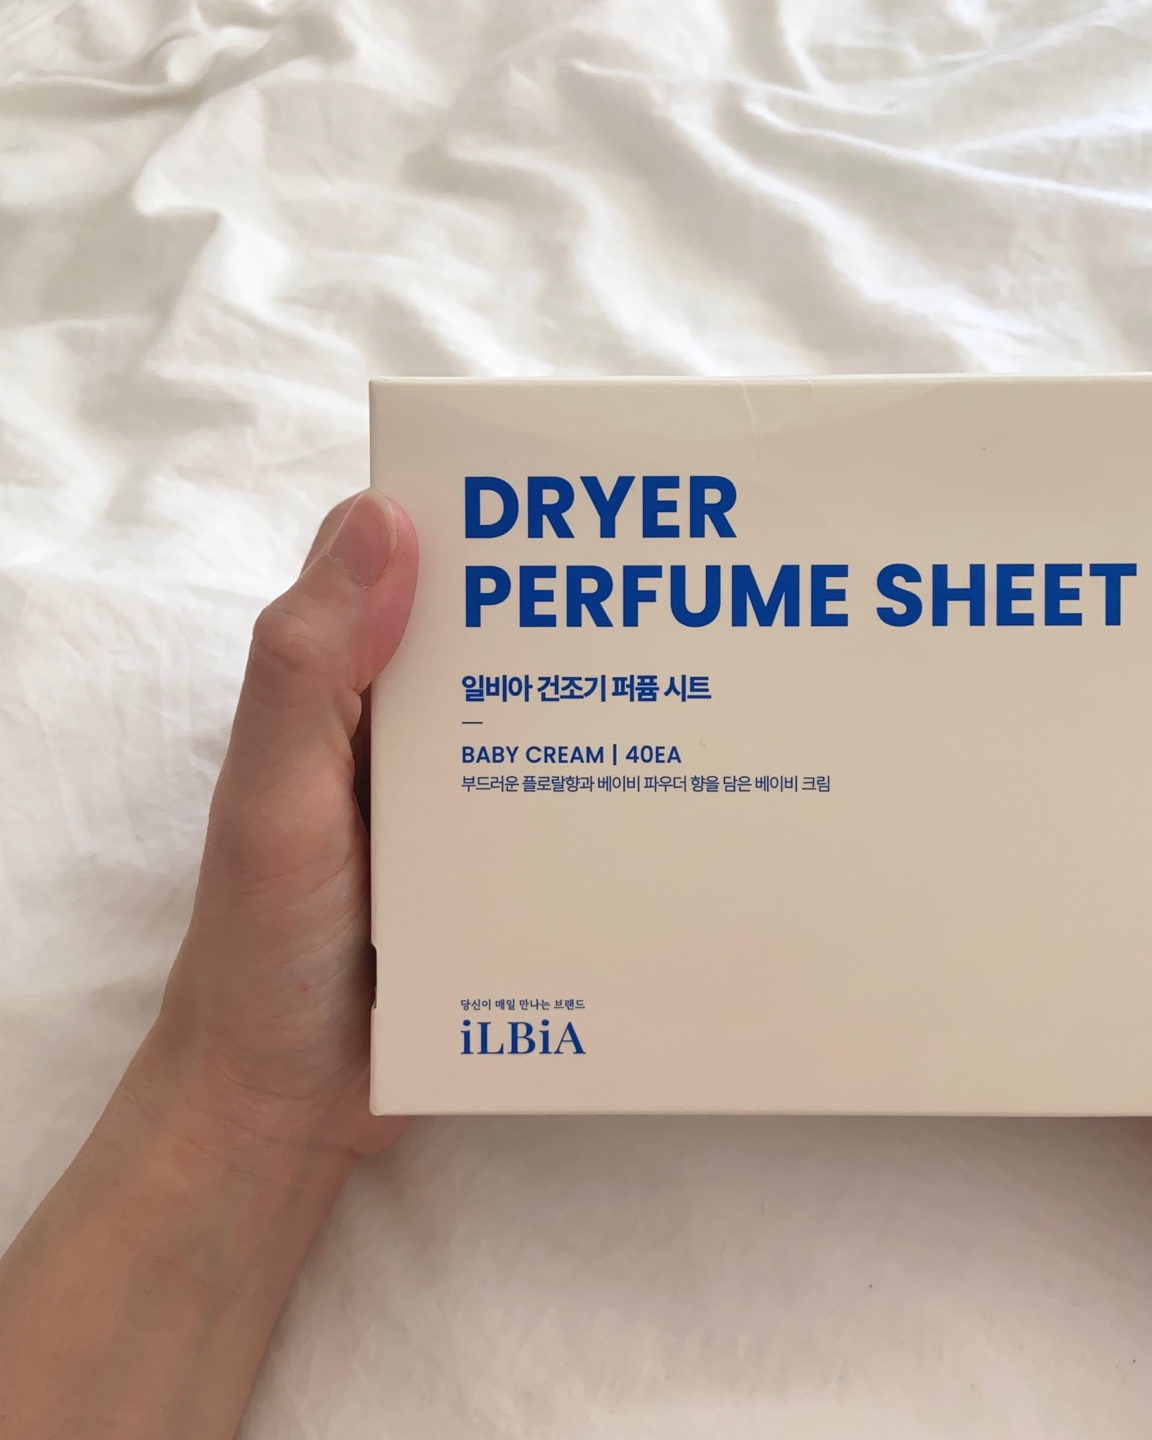 DRYER
PERFUME SHEET
일비아 건조기 퍼퓸 시트
BABY CREAM | 40EA
부드러운 플로랄향과 베이비 파우더 향을 담은 베이비 크림
당신이 매일 만나는 브랜드
iLBiA